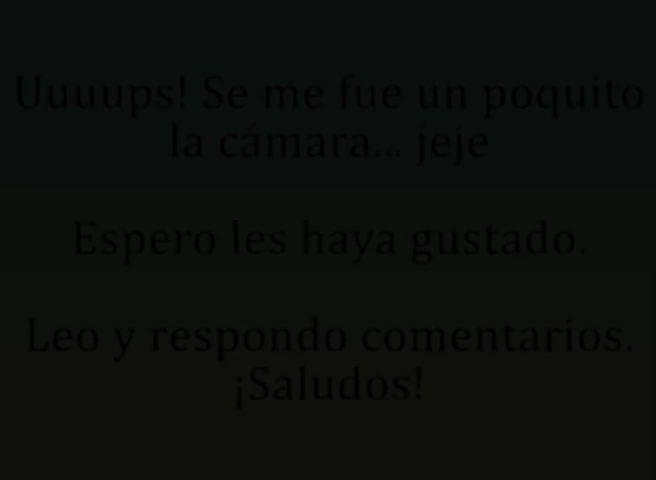 Uuuups! Se me fue un poquito
la cámara... jeje
Espero les haya gustado.
Leo y respondo comentarios.
¡Saludos!